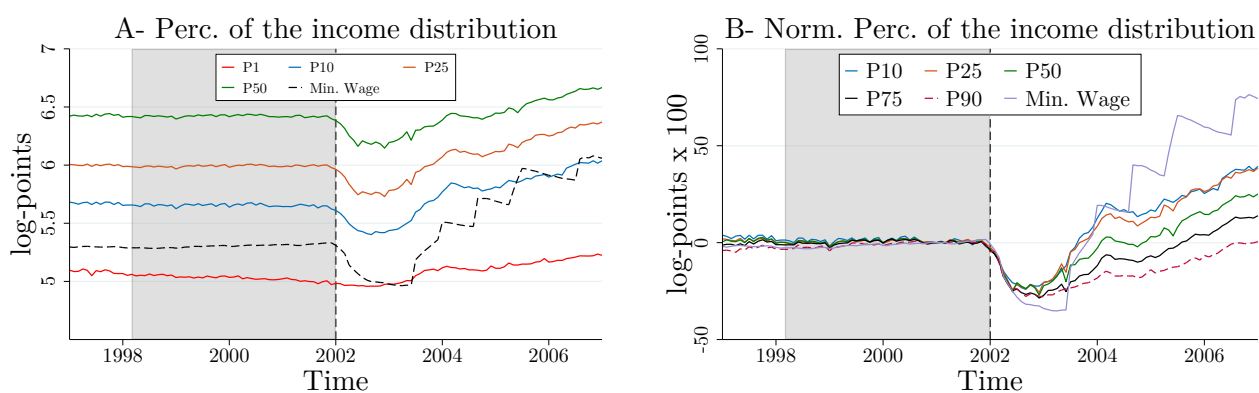 A- Perc. of the income distribution
P1 P10 P25
P50 Min. Wage
log-points
7
6.5
6
5.5
5
1998 2000 2002 2004 2006
Time
B- Norm. Perc. of the income distribution
P10 P25 P50
P75 P90 Min. Wage
log-points x 100
100
50
0
-50
1998 2000 2002 2004 2006
Time